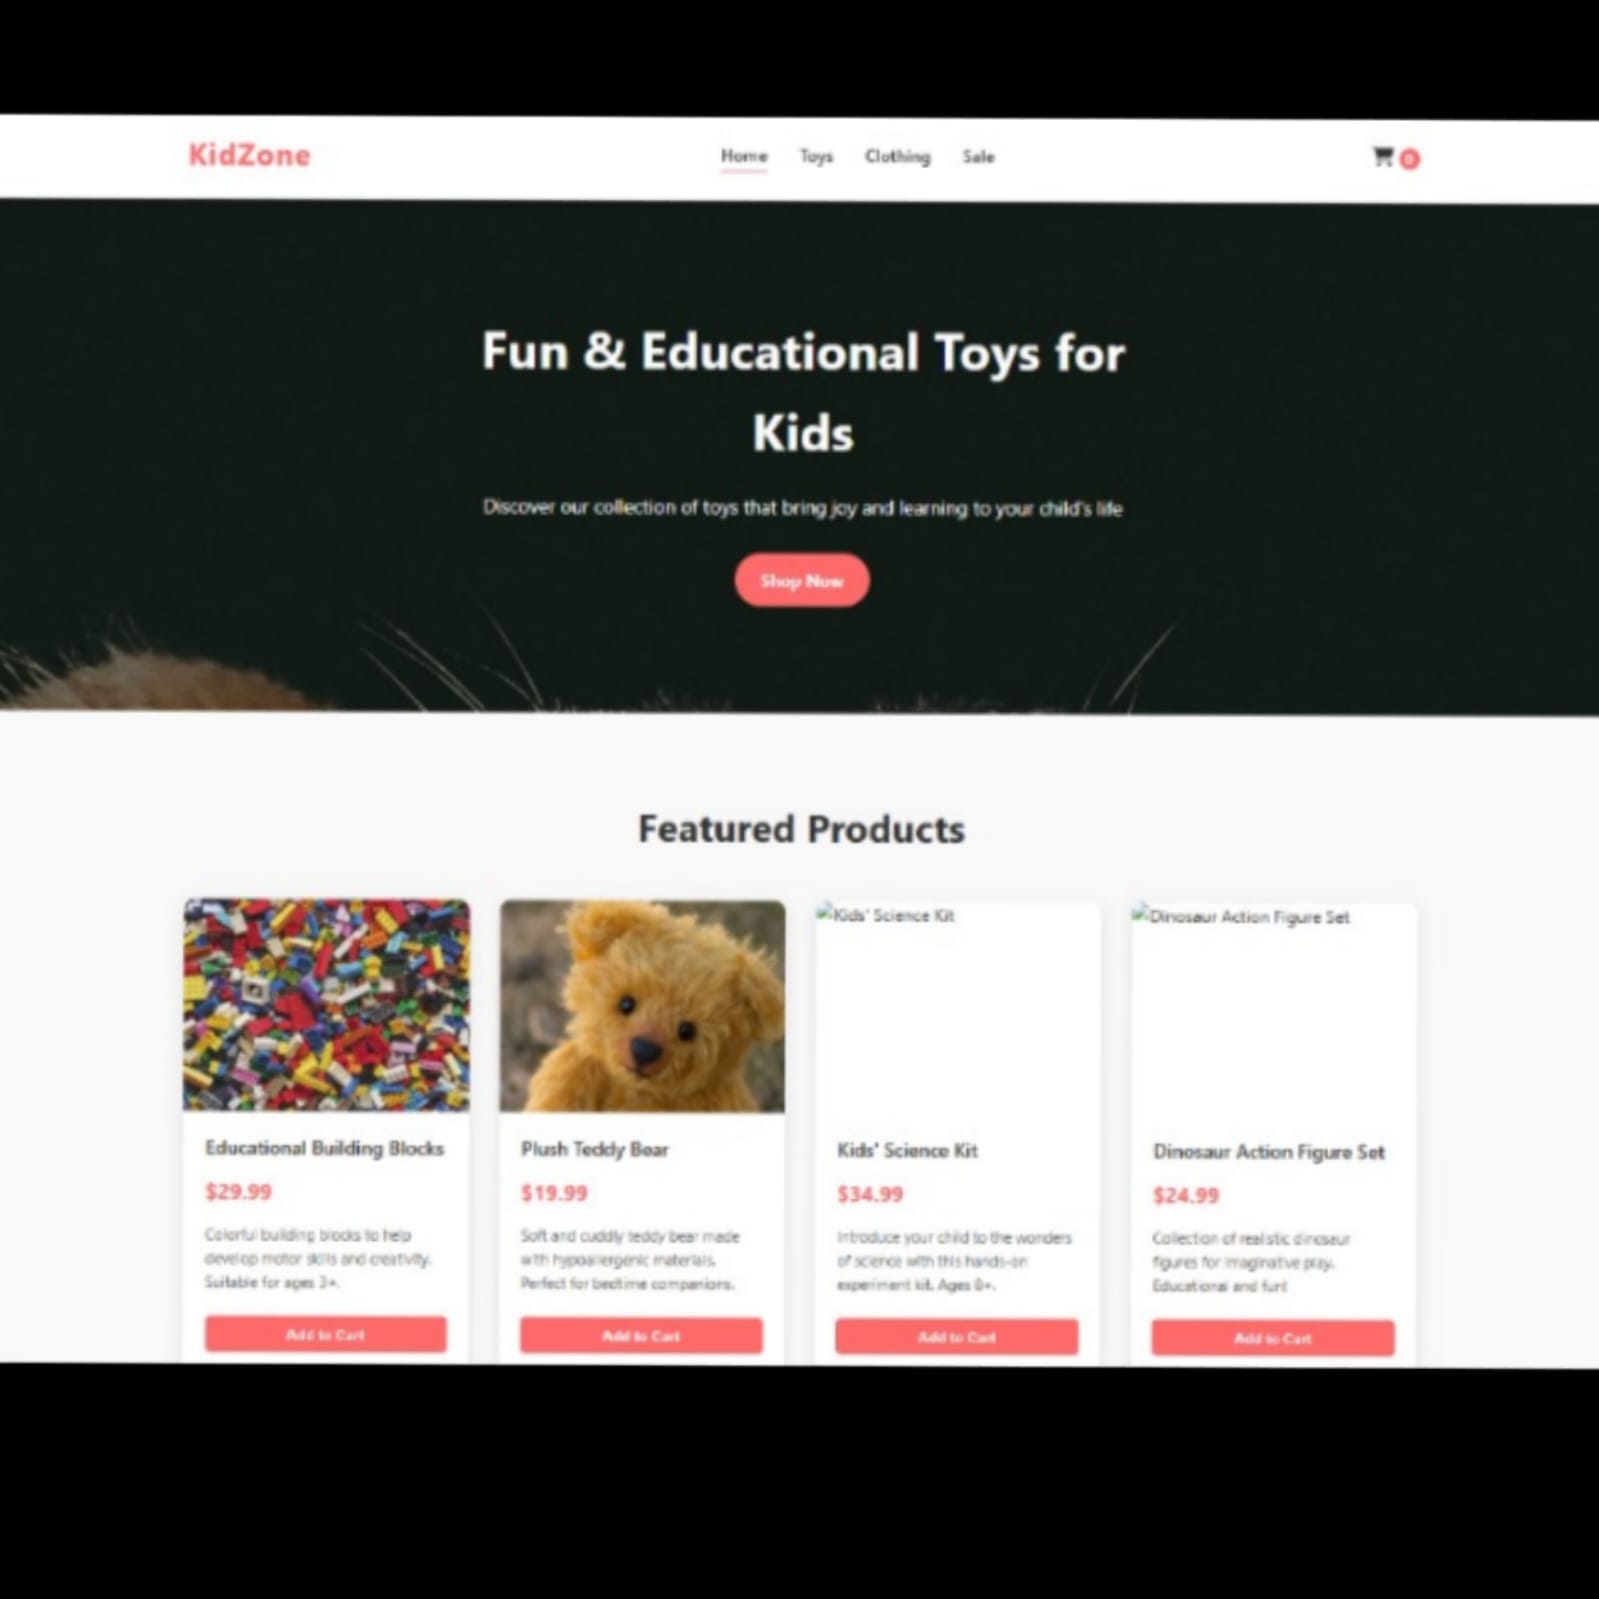 KidZone
Home Toys Clothing Sale
0
Fun & Educational Toys for
Kids
Discover our collection of toys that bring joy and learning to your child's life
Shop Now
Featured Products
Kids' Science Kit
Dinosaur Action Figure Set
Educational Building Blocks
$29.99
Colorful building blocks to help
develop motor skills and creativity.
Suitable for ages 3+.
Add to Cart
Plush Teddy Bear
$19.99
Soft and cuddly teddy bear made
with hypoallergenic materials.
Perfect for bedtime companions.
Add to Cart
Kids' Science Kit
$34.99
Introduce your child to the wonders
of science with this hands-on
experiment kit. Ages 8+.
Add to Cart
Dinosaur Action Figure Set
$24.99
Collection of realistic dinosaur
figures for imaginative play.
Educational and fun!
Add to Cart